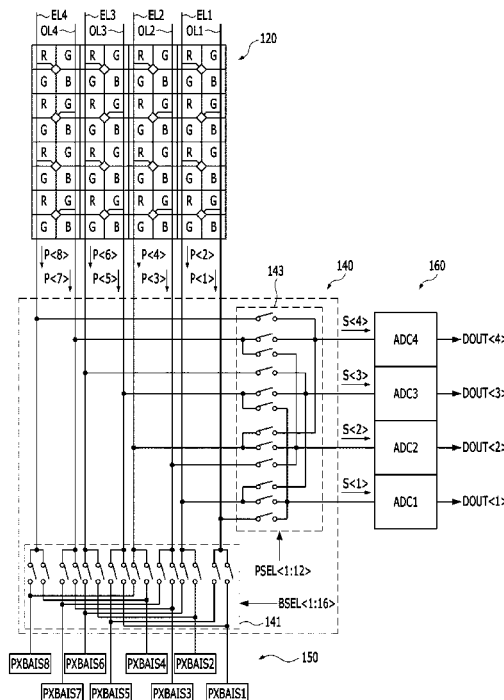 EL4 EL3 EL2 EL1
OL4 OL3 OL2 OL1
120
R G R G R G R G
G B G B G B G B
R G R G R G R G
G B G B G B G B
R G R G R G R G
G B G B G B G B
R G R G R G R G
G B G B G B G B
P<8> P<6> P<4> P<2>
P<7> P<5> P<3> P<1>
143 140 160
S<4> ADC4 DOUT<4>
S<3> ADC3 DOUT<3>
S<2> ADC2 DOUT<2>
S<1> ADC1 DOUT<1>
PSEL<1:12>
BSEL<1:16>
141
PXBAIS8 PXBAIS6 PXBAIS4 PXBAIS2 150
PXBAIS7 PXBAIS5 PXBAIS3 PXBAIS1